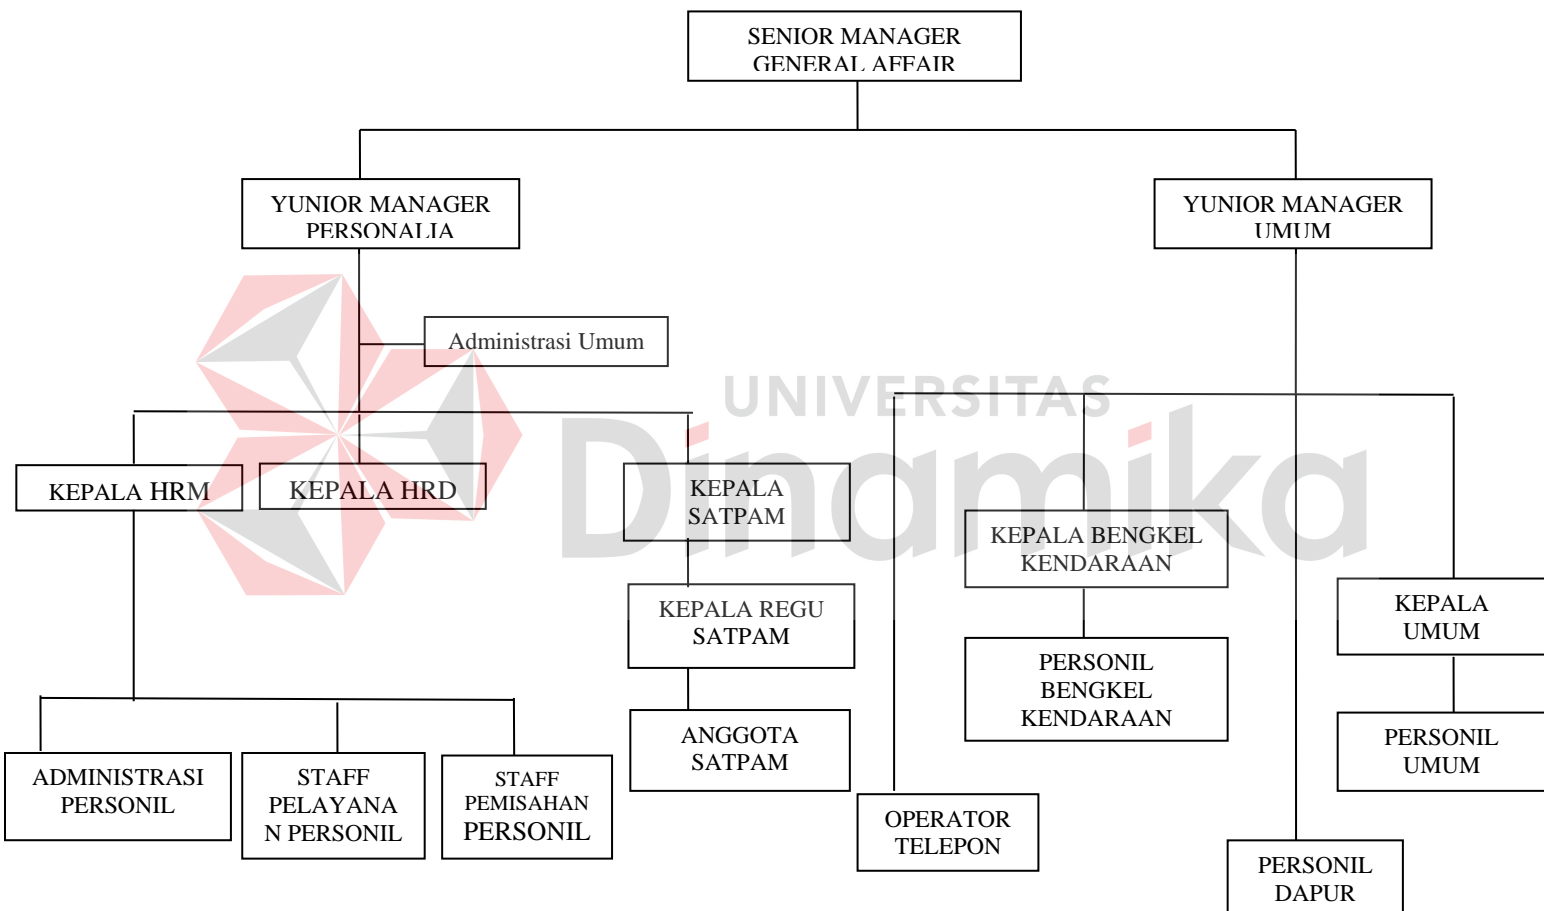 SENIOR MANAGER
GENERAL AFFAIR
YUNIOR MANAGER
PERSONALIA
YUNIOR MANAGER
UMUM
Administrasi Umum
UNIVERSITAS
Dinamika
KEPALA HRM
KEPALA HRD
KEPALA
SATPAM
KEPALA BENGKEL
KENDARAAN
KEPALA REGU
SATPAM
KEPALA
UMUM
PERSONIL
BENGKEL
KENDARAAN
ANGGOTA
SATPAM
PERSONIL
UMUM
ADMINISTRASI
PERSONIL
STAFF
PELAYANA
N PERSONIL
STAFF
PEMISAHAN
PERSONIL
OPERATOR
TELEPON
PERSONIL
DAPUR